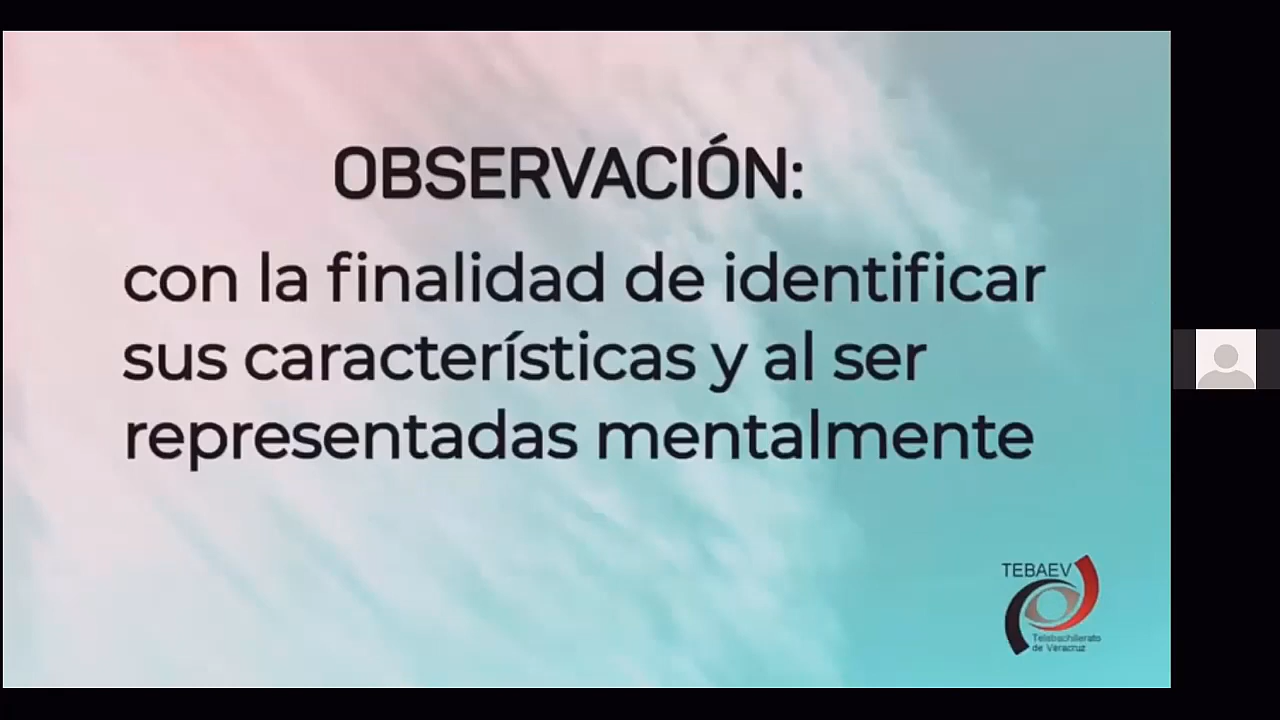 OBSERVACIÓN:
con la finalidad de identificar
sus características y al ser
representadas mentalmente
TEBAEV
Telebachillerato
de Veracruz